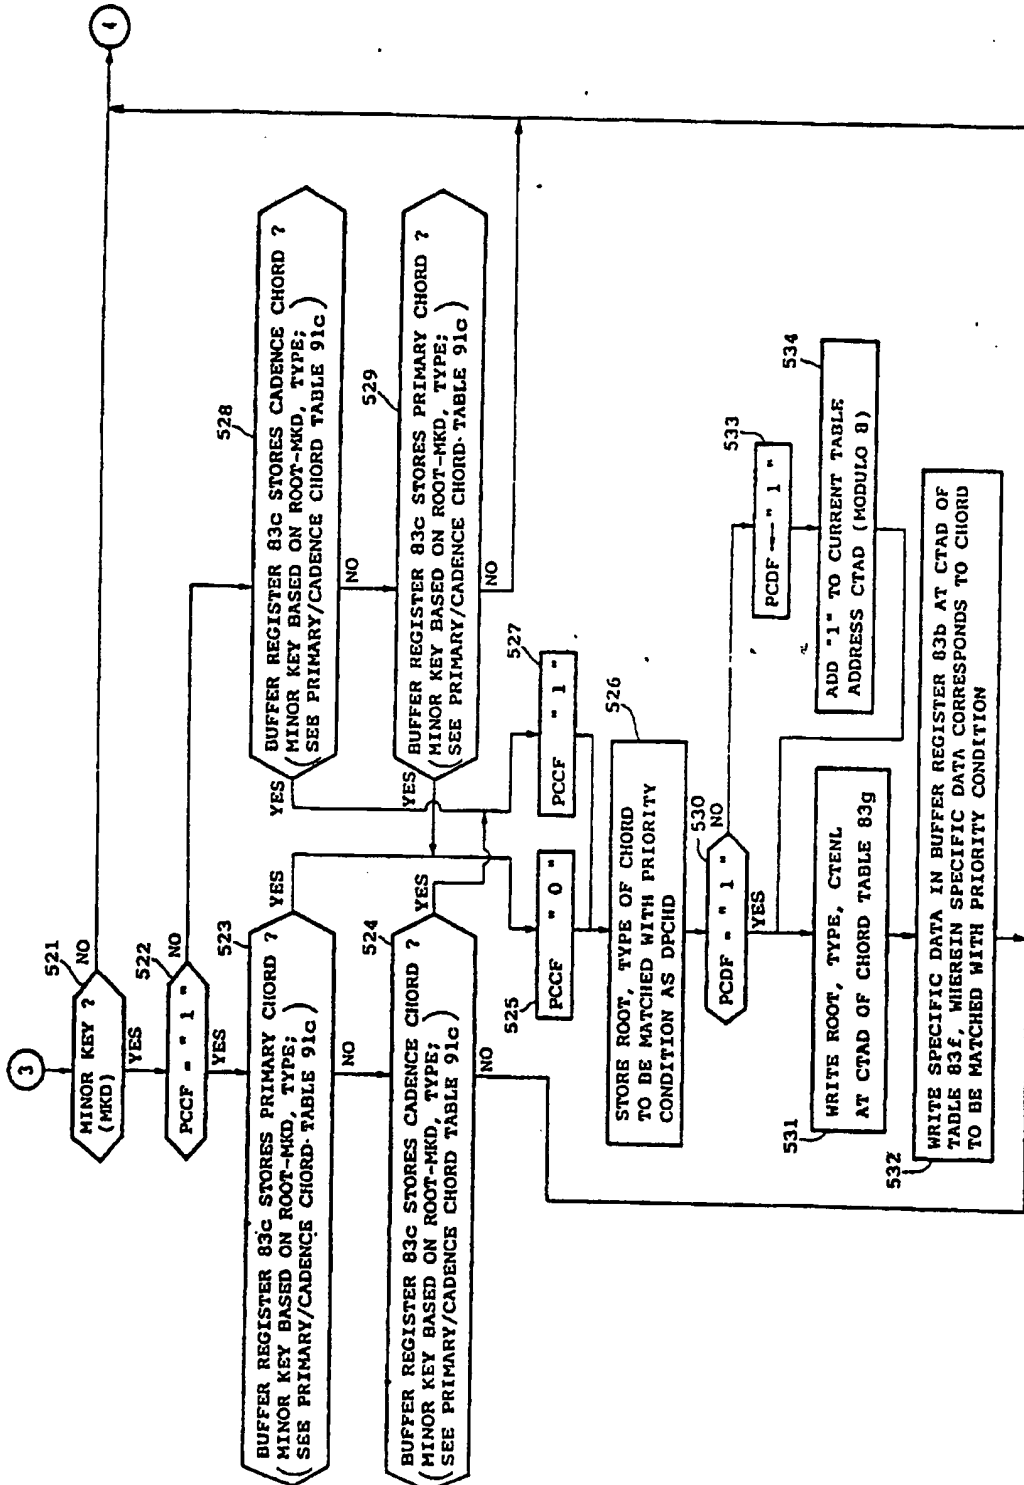 3
4
521
MINOR KEY ?
(MKD)
NO
YES
522
PCCF = " 1 "
NO
YES
523
BUFFER REGISTER 83c STORES PRIMARY CHORD ?
(MINOR KEY BASED ON ROOT-MKD, TYPE;
SEE PRIMARY/CADENCE CHORD·TABLE 91c)
YES
NO
524
BUFFER REGISTER 83c STORES CADENCE CHORD ?
(MINOR KEY BASED ON ROOT-MKD, TYPE;
SEE PRIMARY/CADENCE CHORD TABLE 91c)
YES
NO
528
BUFFER REGISTER 83c STORES CADENCE CHORD ?
(MINOR KEY BASED ON ROOT-MKD, TYPE;
SEE PRIMARY/CADENCE CHORD TABLE 91c)
YES
NO
529
BUFFER REGISTER 83c STORES PRIMARY CHORD ?
(MINOR KEY BASED ON ROOT-MKD, TYPE;
SEE PRIMARY/CADENCE CHORD·TABLE 91c)
YES
NO
525
PCCF " 0 "
527
PCCF " 1 "
526
STORE ROOT, TYPE OF CHORD
TO BE MATCHED WITH PRIORITY
CONDITION AS DPCHD
530
PCDF = " 1 "
NO
YES
533
PCDF ← " 1 "
534
ADD "1" TO CURRENT TABLE
ADDRESS CTAD (MODULO 8)
531
WRITE ROOT, TYPE, CTENL
AT CTAD OF CHORD TABLE 83g
532
WRITE SPECIFIC DATA IN BUFFER REGISTER 83b AT CTAD OF
TABLE 83f, WHEREIN SPECIFIC DATA CORRESPONDS TO CHORD
TO BE MATCHED WITH PRIORITY CONDITION